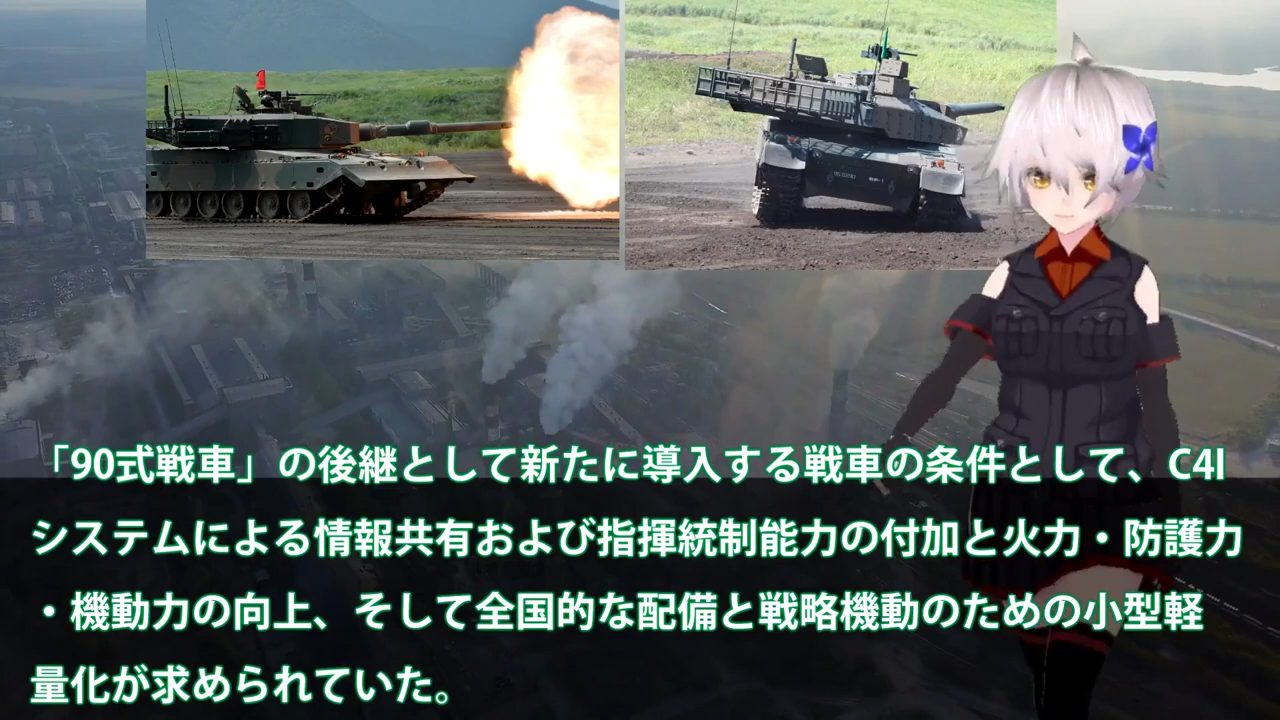 「90式戦車」の後継として新たに導入する戦車の条件として、C4I
システムによる情報共有および指揮統制能力の付加と火力・防護力
・機動力の向上、そして全国的な配備と戦略機動のための小型軽
量化が求められていた。